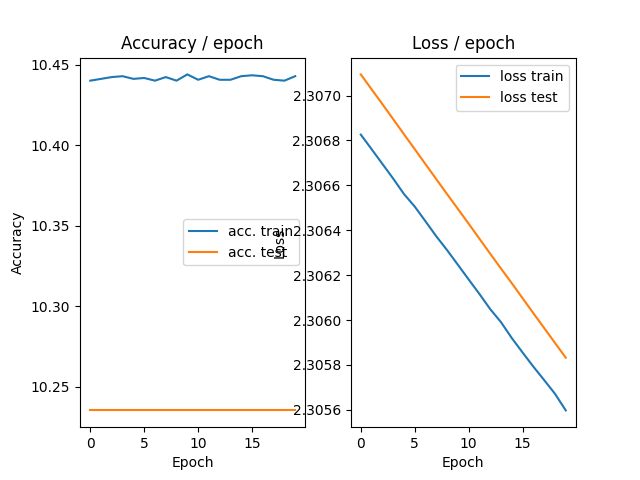 Accuracy / epoch
10.45
10.40
10.35
10.30
10.25
Accuracy
acc. train
acc. test
0 5 10 15
Epoch
Loss / epoch
2.3070
2.3068
2.3066
2.3064
2.3062
2.3060
2.3058
2.3056
Loss
loss train
loss test
0 5 10 15
Epoch